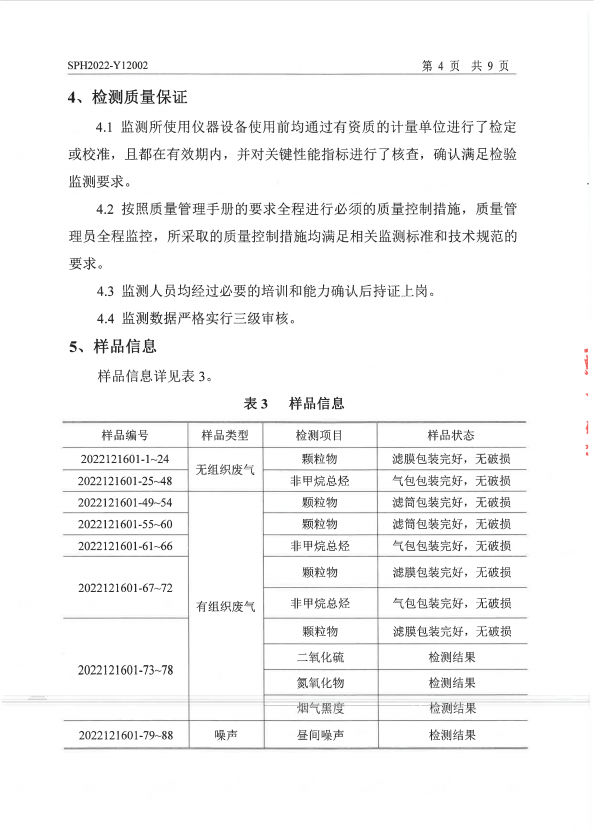 SPH2022-Y12002 第 4 页 共 9 页
4、检测质量保证
4.1 监测所使用仪器设备使用前均通过有资质的计量单位进行了检定
或校准，且都在有效期内，并对关键性能指标进行了核查，确认满足检验
监测要求。
4.2 按照质量管理手册的要求全程进行必须的质量控制措施，质量管
理员全程监控，所采取的质量控制措施均满足相关监测标准和技术规范的
要求。
4.3 监测人员均经过必要的培训和能力确认后持证上岗。
4.4 监测数据严格实行三级审核。
5、样品信息
样品信息详见表 3。
表 3 样品信息
样品编号 样品类型 检测项目 样品状态
2022121601-1~24 无组织废气 颗粒物 滤膜包装完好，无破损
2022121601-25~48 非甲烷总烃 气包包装完好，无破损
2022121601-49~54 有组织废气 颗粒物 滤筒包装完好，无破损
2022121601-55~60 颗粒物 滤筒包装完好，无破损
2022121601-61~66 非甲烷总烃 气包包装完好，无破损
2022121601-67~72 颗粒物 滤膜包装完好，无破损
非甲烷总烃 气包包装完好，无破损
2022121601-73~78 颗粒物 滤膜包装完好，无破损
二氧化硫 检测结果
氮氧化物 检测结果
烟气黑度 检测结果
2022121601-79~88 噪声 昼间噪声 检测结果